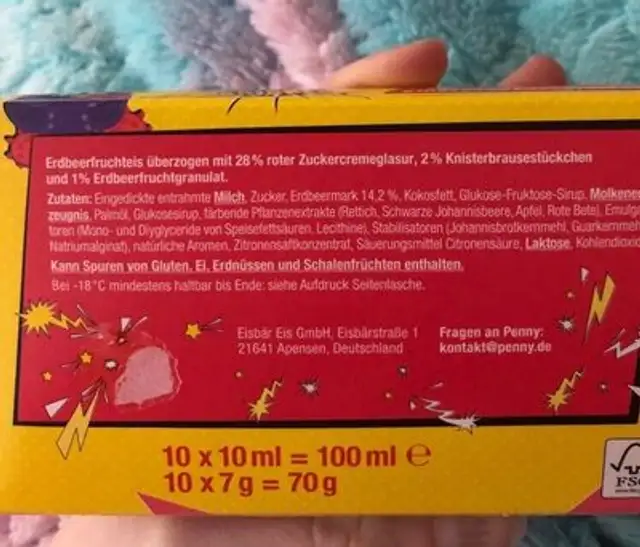 Erdbeerfruchteis überzogen mit 28 % roter Zuckercremeglasur, 2 % Knisterbrausestückchen
und 1% Erdbeerfruchtgranulat.
Zutaten: Eingedickte entrahmte Milch, Zucker, Erdbeermark 14,2 %, Kokosfett, Glukose-Fruktose-Sirup, Molkener
zeugnis, Palmöl, Glukosesirup, färbende Pflanzenextrakte (Rettich, Schwarze Johannisbeere, Apfel, Rote Bete), Emulga
toren (Mono- und Diyglyceride von Speisefettsäuren, Lecithine), Stabilisatoren (Johannisbrotkernmehl, Guarkernmehl
Natriumalginat), natürliche Aromen, Zitronensaftkonzentrat, Säuerungsmittel Citronensäure, Laktose, Kohlendioxid
Kann Spuren von Gluten, Ei, Erdnüssen und Schalenfrüchten enthalten.
Bei -18°C mindestens haltbar bis Ende: siehe Aufdruck Seitenlasche.
Eisbär Eis GmbH, Eisbärstraße 1
21641 Apensen, Deutschland
Fragen an Penny:
kontakt@penny.de
10 x 10 ml = 100 ml ℮
10 x 7 g = 70 g
FSC